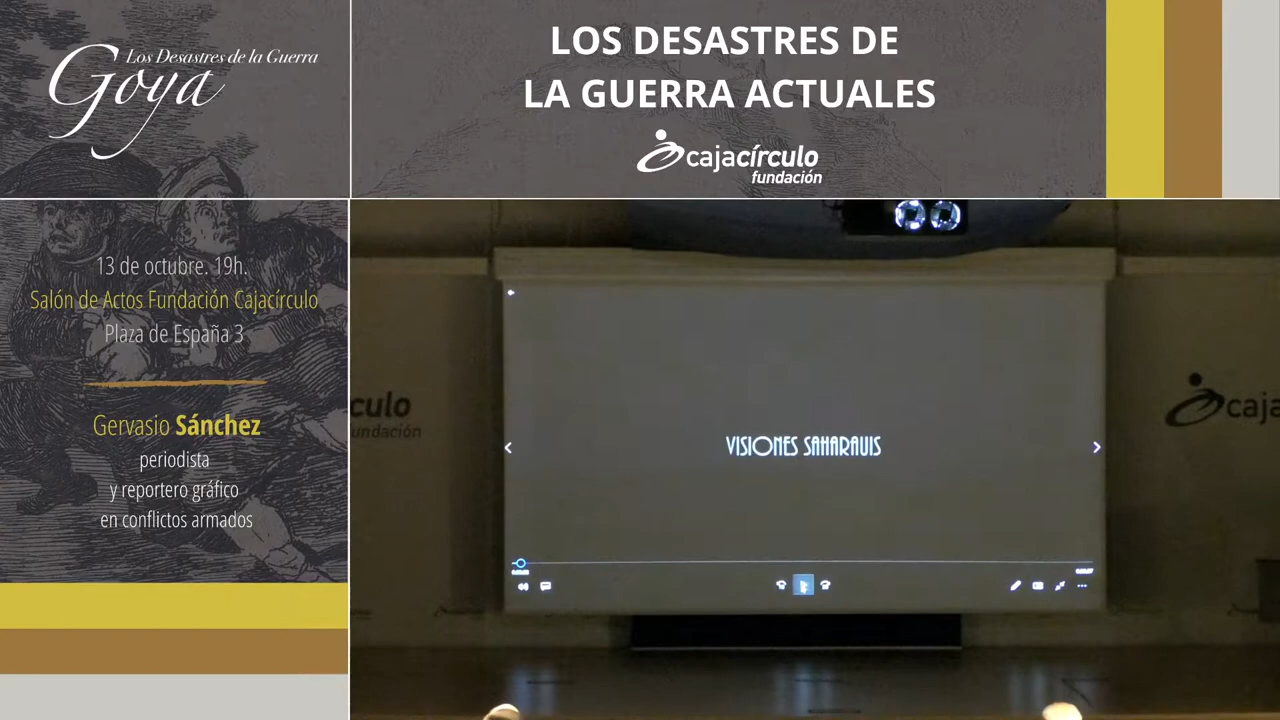 Los Desastres de la Guerra
Goya
LOS DESASTRES DE
LA GUERRA ACTUALES
cajacírculo
fundación
13 de octubre. 19h.
Salón de Actos Fundación Cajacírculo
Plaza de España 3
Gervasio Sánchez
periodista
y reportero gráfico
en conflictos armados
culo
fundación
VISIONES SAHARAUIS
caja